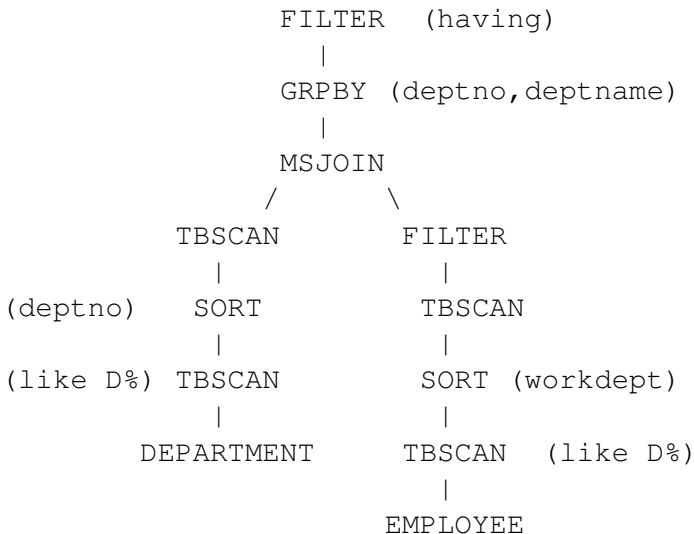 FILTER (having)
|
GRPBY (deptno,deptname)
|
MSJOIN
/ \
TBSCAN FILTER
| |
(deptno) SORT TBSCAN
| |
(like D%) TBSCAN SORT (workdept)
| |
DEPARTMENT TBSCAN (like D%)
|
EMPLOYEE